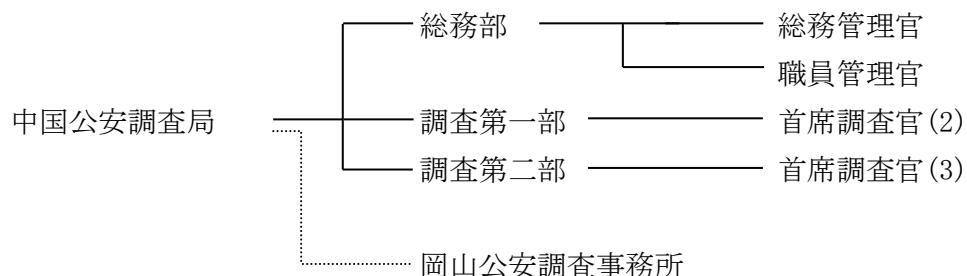 総務部 総務管理官
職員管理官
中国公安調査局 調査第一部 首席調査官(2)
調査第二部 首席調査官(3)
岡山公安調査事務所